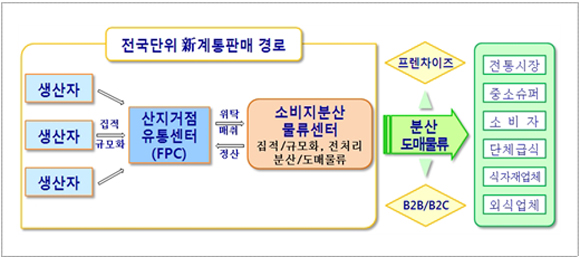 전국단위 新계통판매 경로
생산자
생산자
생산자
집적
규모화
산지거점
유통센터
(FPC)
위탁
매취
정산
소비지분산
물류센터
집적/규모화, 전처리
분산/도매물류
프렌차이즈
분산
도매물류
B2B/B2C
전통시장
중소슈퍼
소 비 자
단체급식
식자재업체
외식업체